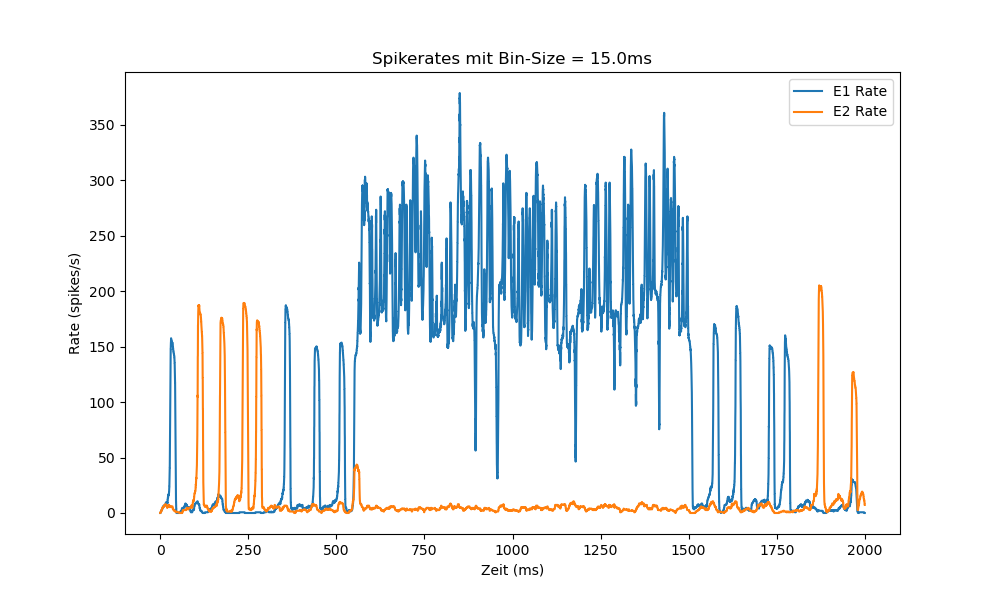 Spikerates mit Bin-Size = 15.0ms
E1 Rate
E2 Rate
Rate (spikes/s)
350
300
250
200
150
100
50
0
0 250 500 750 1000 1250 1500 1750 2000
Zeit (ms)